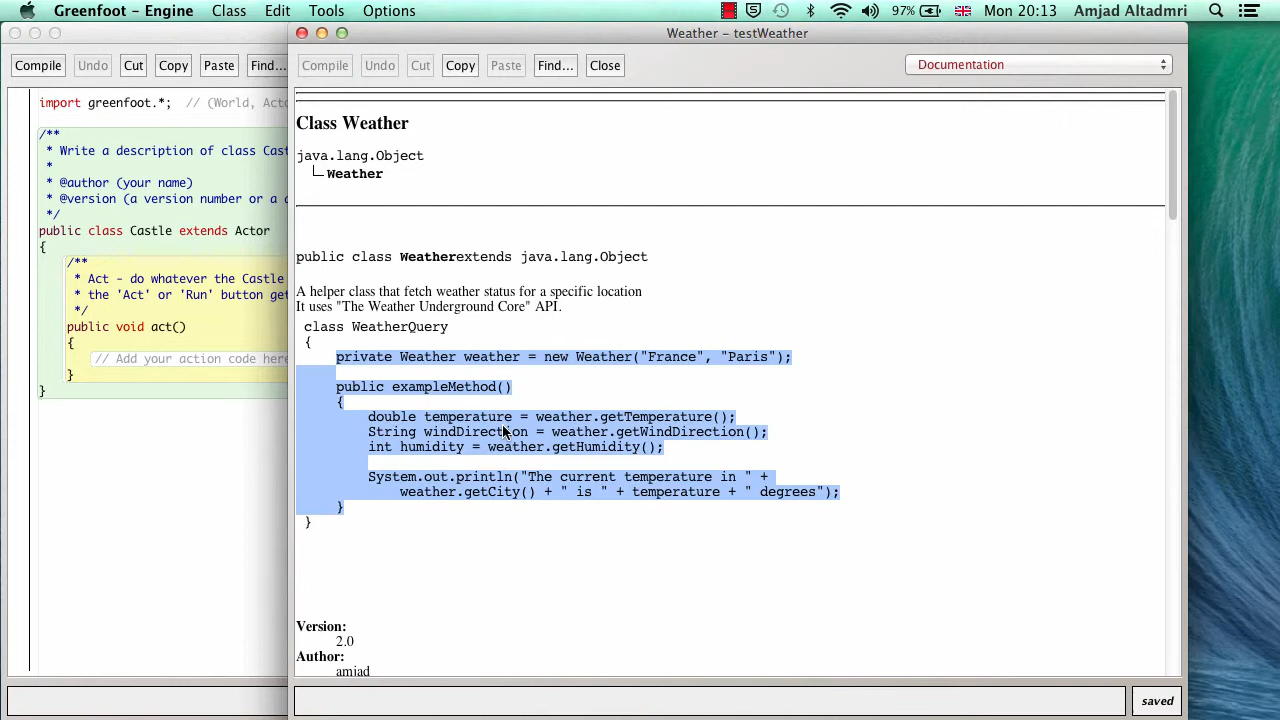 Greenfoot - Engine Class Edit Tools Options 97% Mon 20:13 Amjad Altadmri
Weather - testWeather
Compile Undo Cut Copy Paste Find...
Compile Undo Cut Copy Paste Find... Close Documentation
import greenfoot.*; // (World, Acto
/**
* Write a description of class Cast
*
* @author (your name)
* @version (a version number or a d
*/
public class Castle extends Actor
{
/**
* Act - do whatever the Castle
* the 'Act' or 'Run' button get
*/
public void act()
{
// Add your action code here
}
}
Class Weather
java.lang.Object
Weather
public class Weatherextends java.lang.Object
A helper class that fetch weather status for a specific location
It uses "The Weather Underground Core" API.
class WeatherQuery
{
private Weather weather = new Weather("France", "Paris");
public exampleMethod()
{
double temperature = weather.getTemperature();
String windDirection = weather.getWindDirection();
int humidity = weather.getHumidity();
System.out.println("The current temperature in " +
weather.getCity() + " is " + temperature + " degrees");
}
}
Version:
2.0
Author:
amjad
saved